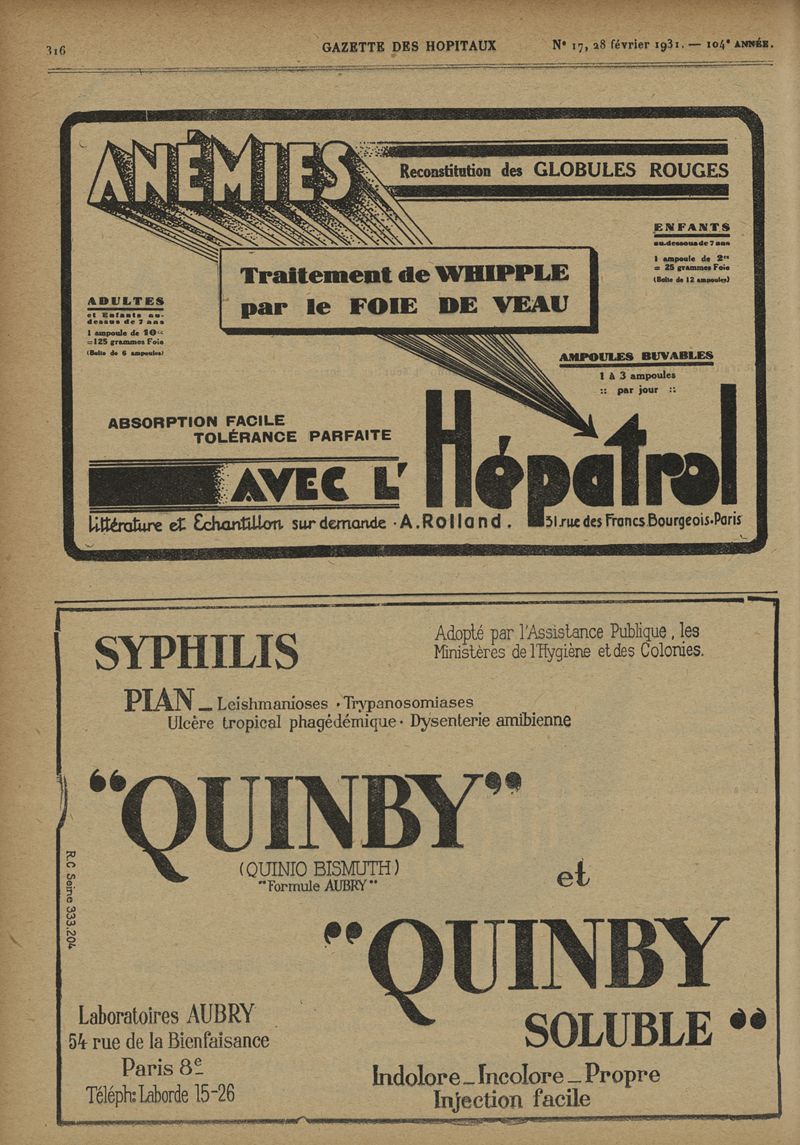 316
GAZETTE DES HOPITAUX
N° 17, 28 février 1931. — 104e ANNÉE.
ANÉMIES
Reconstitution des GLOBULES ROUGES
ENFANTS
au-dessous de 7 ans
1 ampoule de 2cc
= 25 grammes Foie
(Boîte de 12 ampoules)
Traitement de WHIPPLE
par le FOIE DE VEAU
ADULTES
et Enfants au-
dessus de 7 ans
1 ampoule de 10cc
=125 grammes Foie
(Boîte de 6 ampoules)
AMPOULES BUVABLES
1 à 3 ampoules
:: par jour ::
ABSORPTION FACILE
TOLÉRANCE PARFAITE
AVEC L'Hépatrol
Littérature et Echantillon sur demande · A. Rolland. 31, rue des Francs Bourgeois·Paris
SYPHILIS
Adopté par l'Assistance Publique, les
Ministères de l'Hygiène et des Colonies.
PIAN _ Leishmanioses · Trypanosomiases
Ulcère tropical phagédémique · Dysenterie amibienne
"QUINBY"
(QUINIO BISMUTH)
"Formule AUBRY"
et
"QUINBY
SOLUBLE"
R.C Seine 333.204
Laboratoires AUBRY
54 rue de la Bienfaisance
Paris 8e
Téléph: Laborde 15-26
Indolore _ Incolore _ Propre
Injection facile